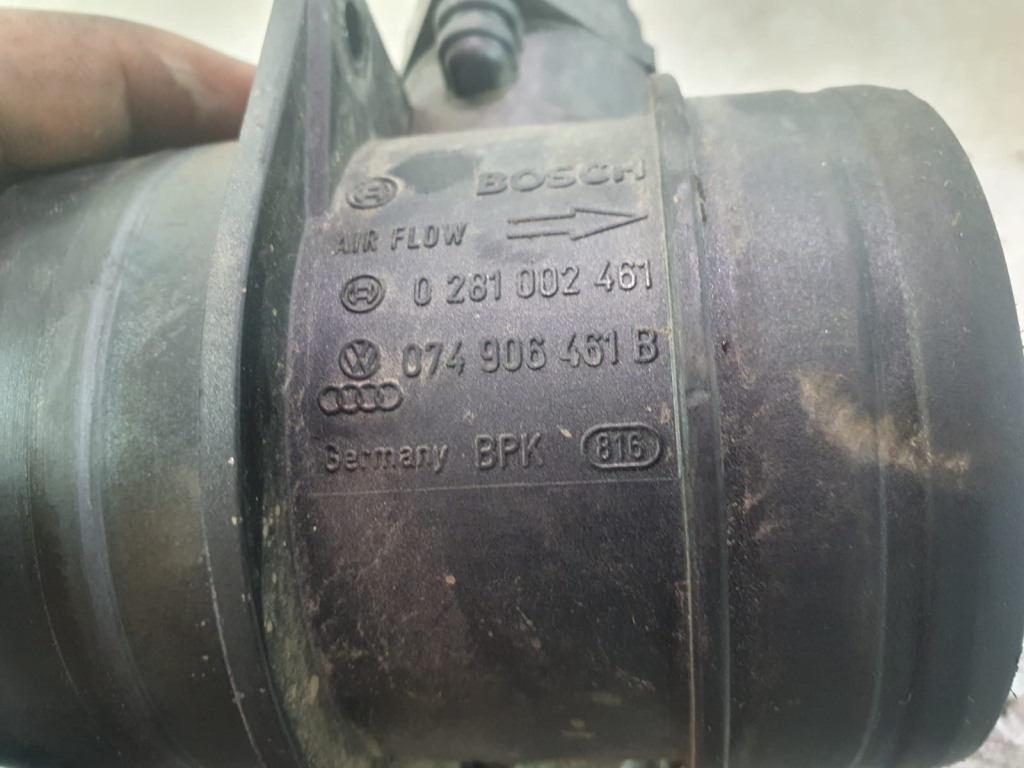 BOSCH
AIR FLOW
0 281 002 461
074 906 461 B
Germany BPK 816